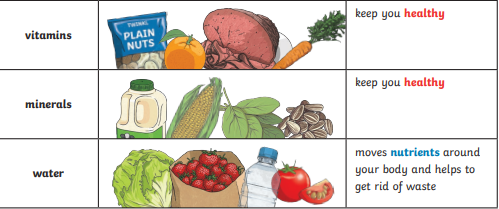 vitamins
TWINKL
PLAIN
NUTS
keep you healthy
minerals
keep you healthy
water
moves nutrients around
your body and helps to
get rid of waste